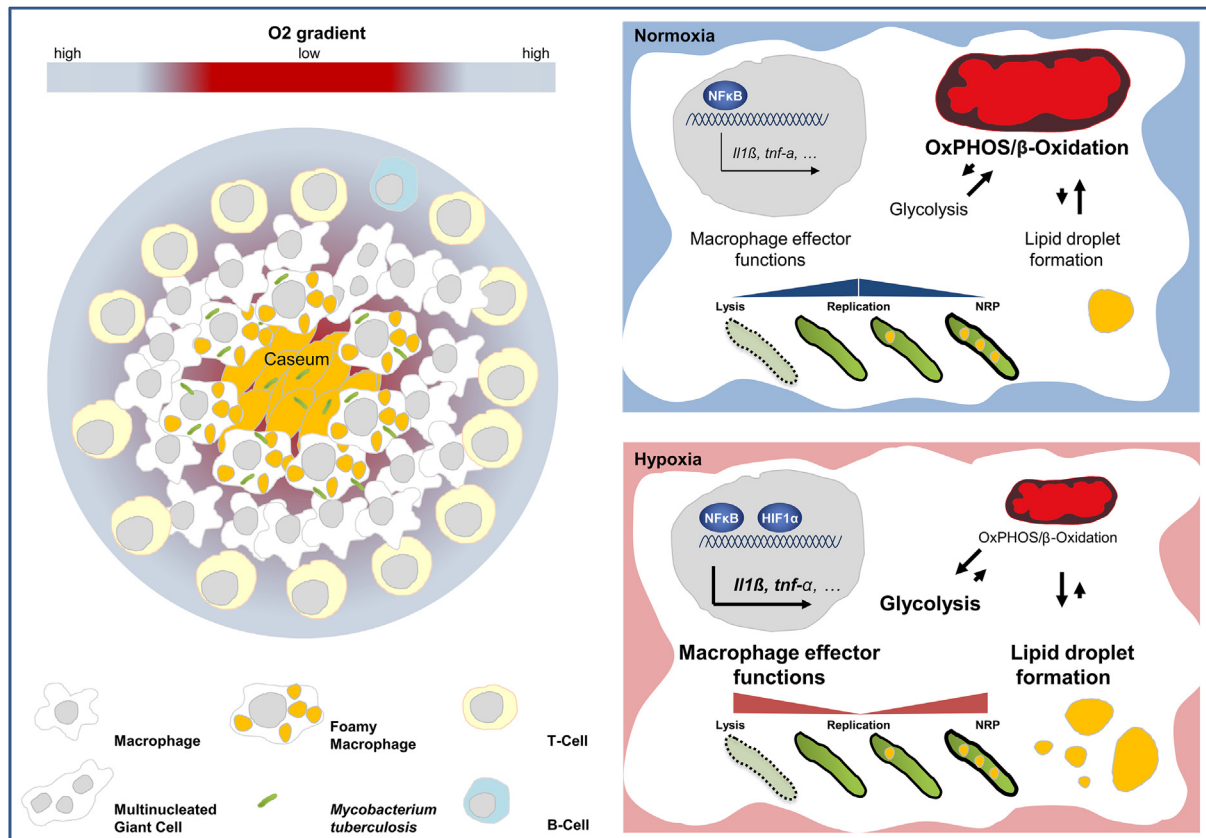 O2 gradient
high
low
high
Caseum
Macrophage
Foamy
Macrophage
T-Cell
Multinucleated
Giant Cell
Mycobacterium
tuberculosis
B-Cell
Normoxia
NFκB
Il1ß, tnf-a, …
OxPHOS/β-Oxidation
Glycolysis
Macrophage effector
functions
Lipid droplet
formation
Lysis
Replication
NRP
Hypoxia
NFκB
HIF1α
Il1ß, tnf-α, …
OxPHOS/β-Oxidation
Glycolysis
Macrophage effector
functions
Lipid droplet
formation
Lysis
Replication
NRP